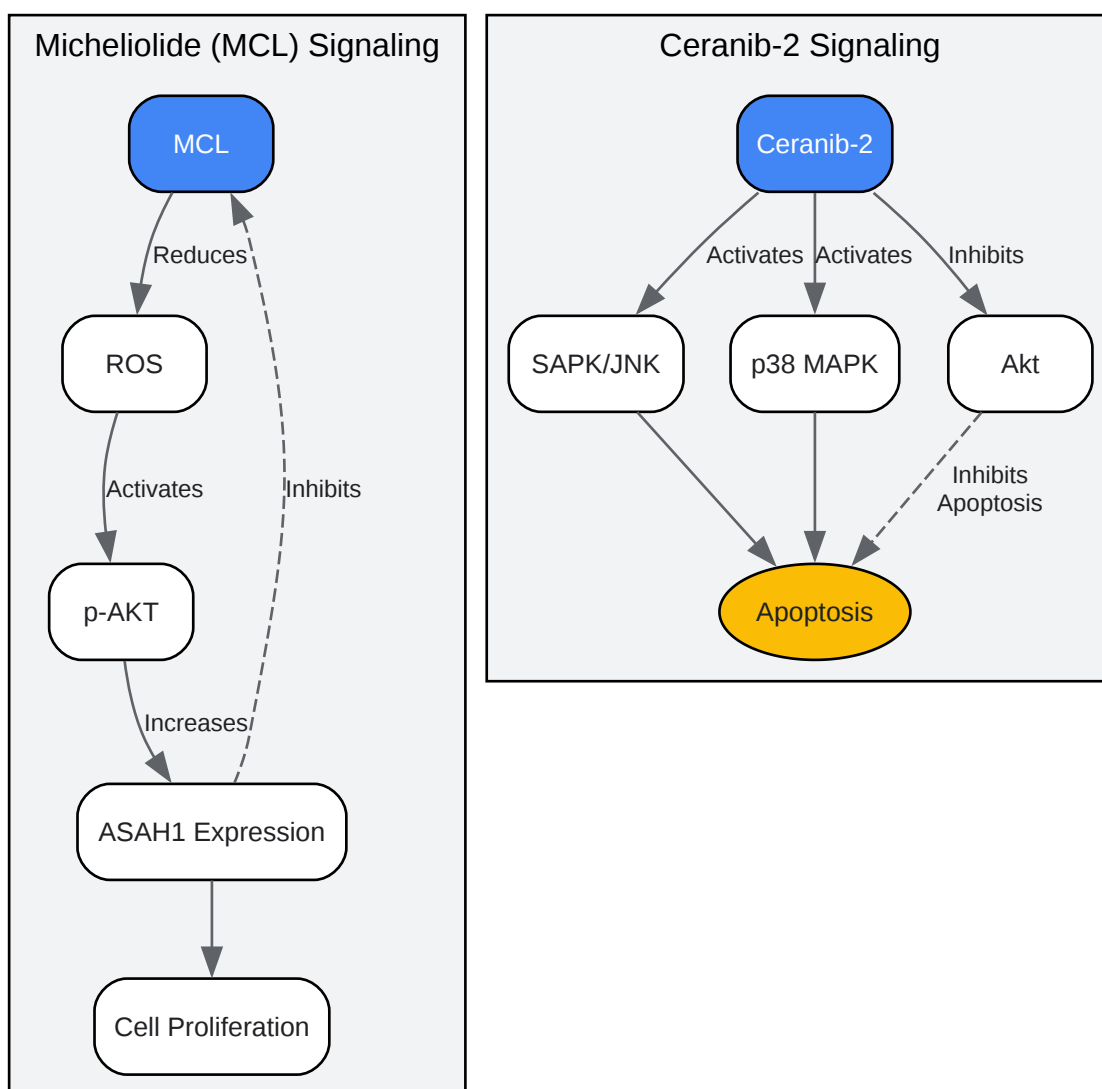 Micheliolide (MCL) Signaling
MCL
Reduces
ROS
Activates
Inhibits
p-AKT
Increases
ASAH1 Expression
Cell Proliferation
Ceranib-2 Signaling
Ceranib-2
Activates
Activates
Inhibits
SAPK/JNK
p38 MAPK
Akt
Inhibits
Apoptosis
Apoptosis